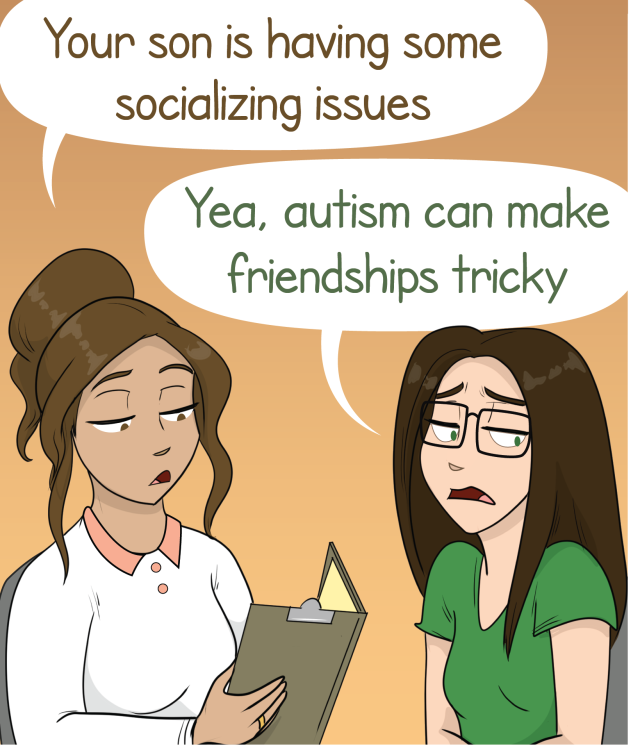 Your son is having some
socializing issues
Yea, autism can make
friendships tricky